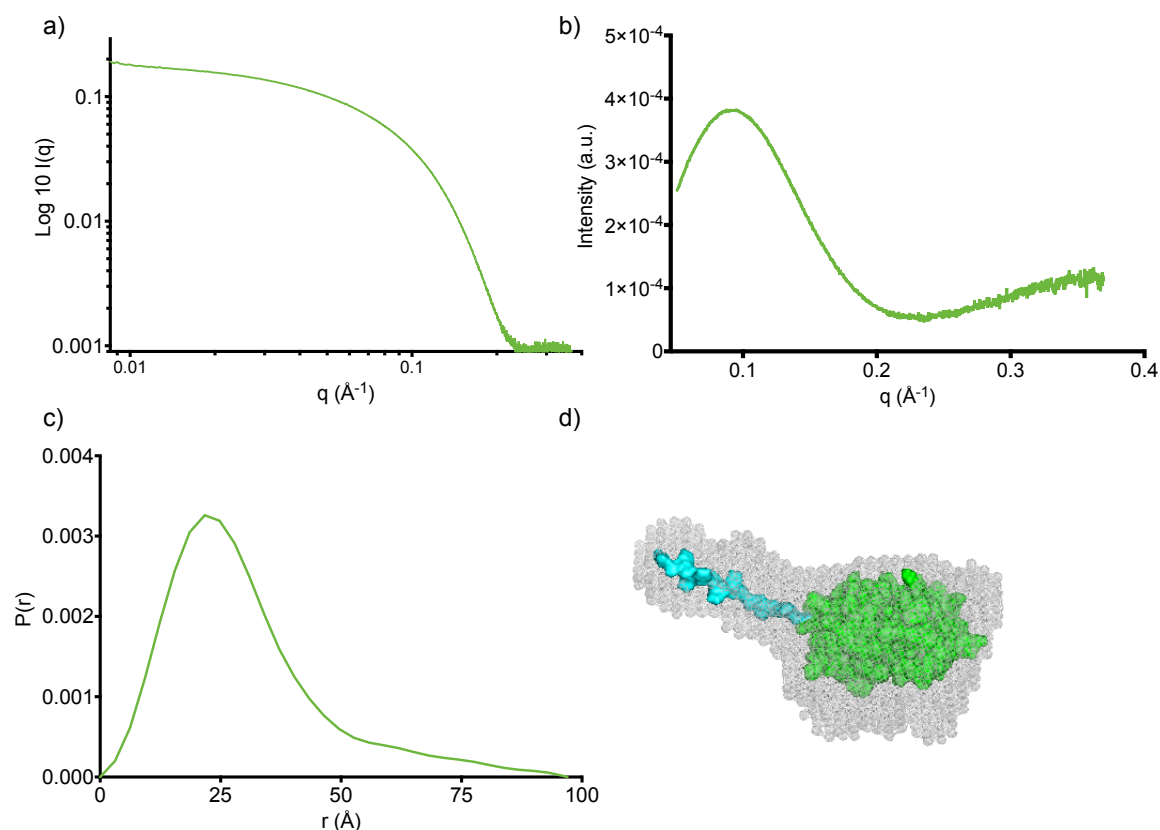 a)
Log 10 I(q)
0.1
0.01
0.001
0.01
0.1
q (Å⁻¹)
b)
Intensity (a.u.)
5×10⁻⁴
4×10⁻⁴
3×10⁻⁴
2×10⁻⁴
1×10⁻⁴
0
0.1
0.2
0.3
0.4
q (Å⁻¹)
c)
P(r)
0.004
0.003
0.002
0.001
0.000
0
25
50
75
100
r (Å)
d)